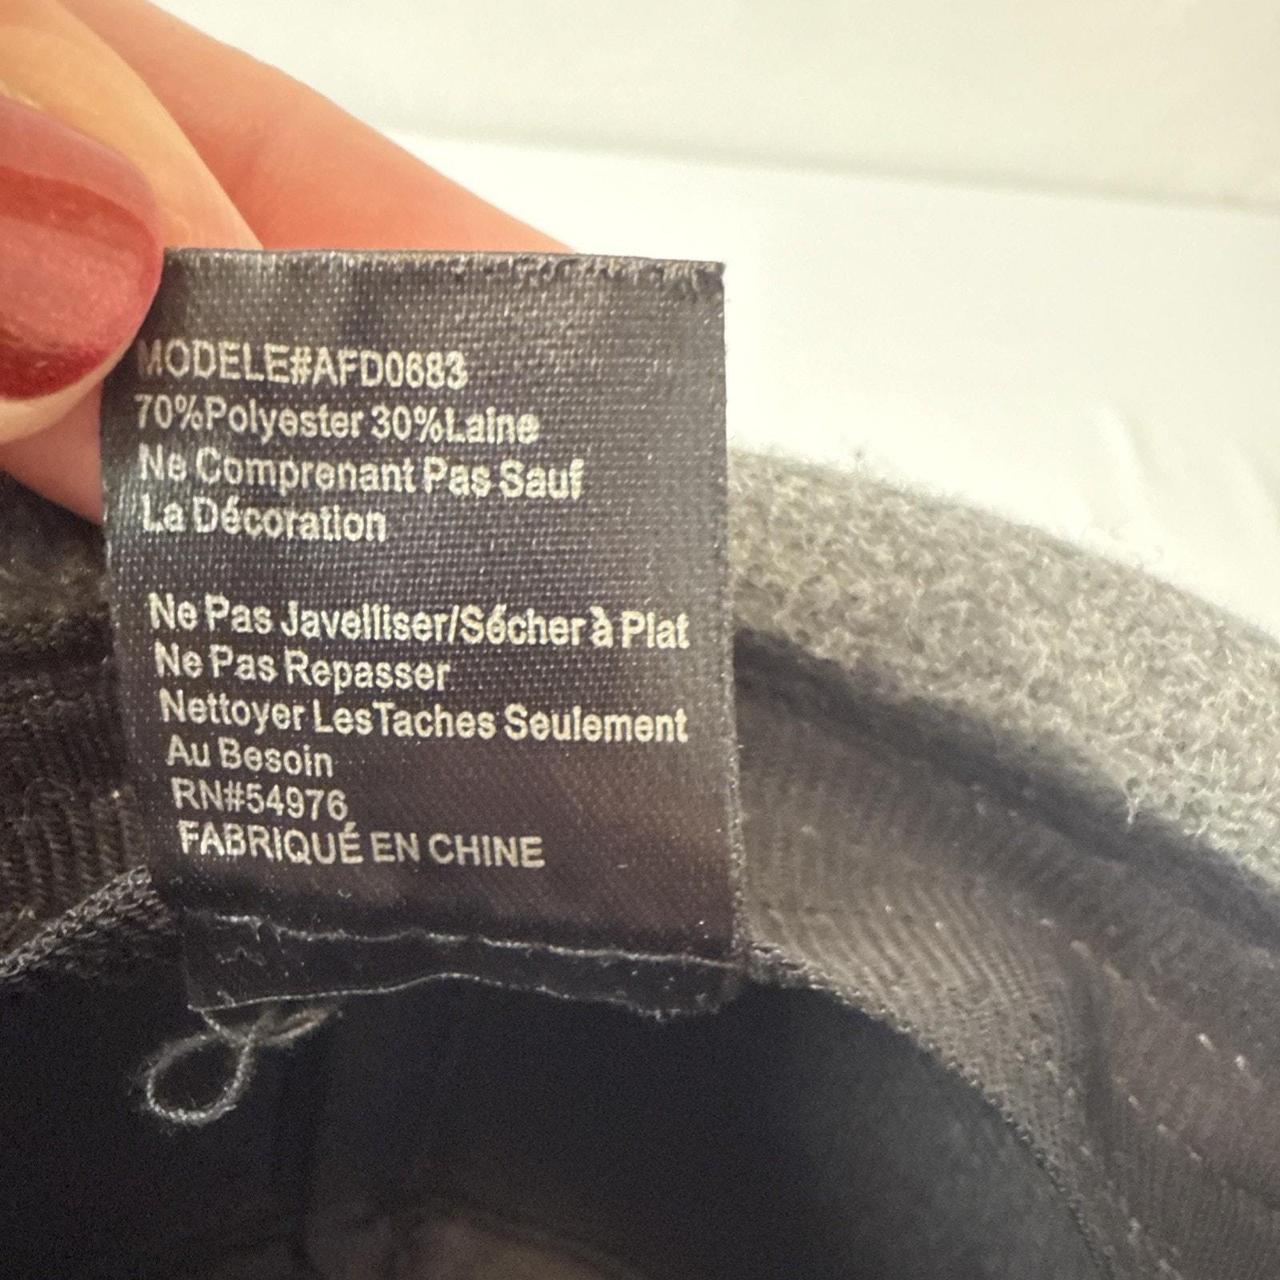 MODELE#AFD0683
70%Polyester 30%Laine
Ne Comprenant Pas Sauf
La Décoration
Ne Pas Javelliser/Sécher à Plat
Ne Pas Repasser
Nettoyer LesTaches Seulement
Au Besoin
RN#54976
FABRIQUÉ EN CHINE